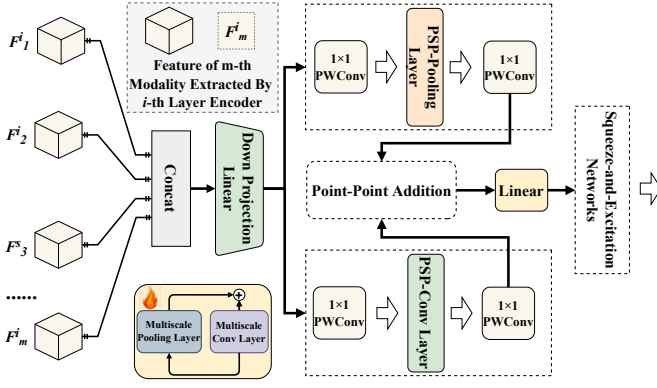 F^i_1
F^i_2
F^s_3
......
F^i_m
F^i_m
Feature of m-th
Modality Extracted By
i-th Layer Encoder
Concat
Down Projection
Linear
Multiscale
Pooling Layer
Multiscale
Conv Layer
1×1
PWConv
PSP-Pooling
Layer
1×1
PWConv
Point-Point Addition
Linear
Squeeze-and-Excitation
Networks
1×1
PWConv
PSP-Conv Layer
1×1
PWConv